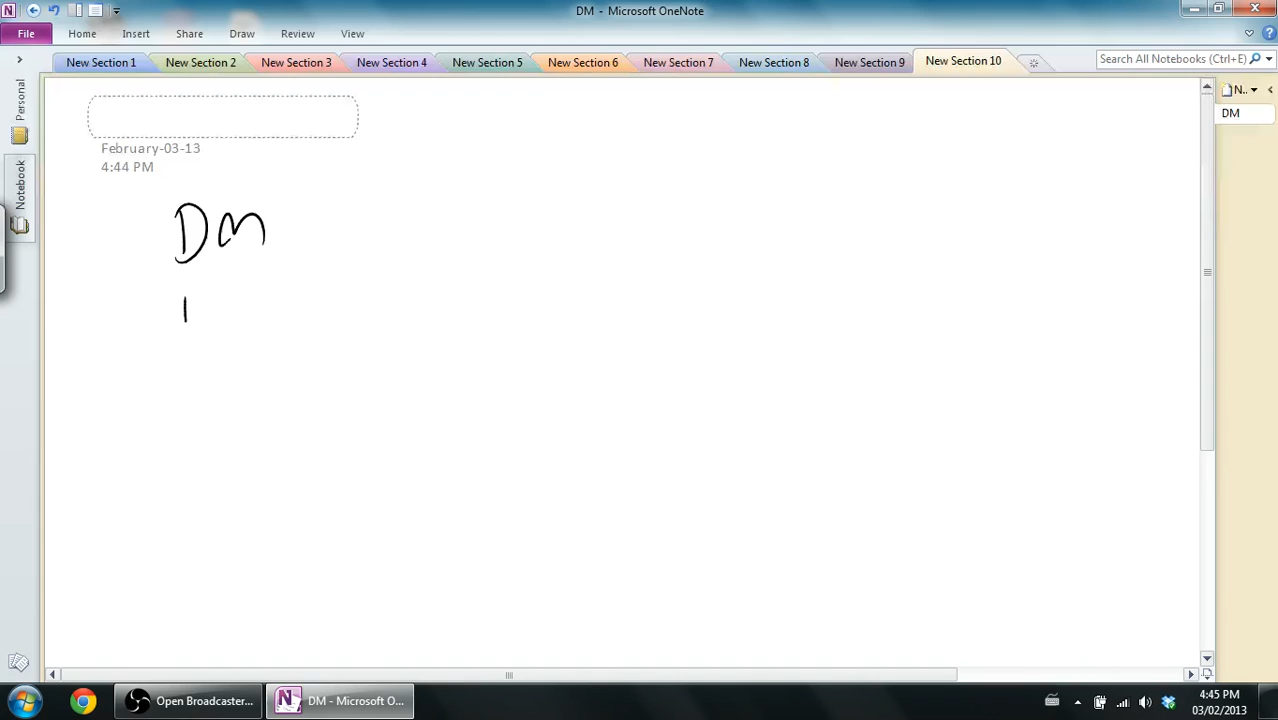 DM - Microsoft OneNote
File Home Insert Share Draw Review View
New Section 1 New Section 2 New Section 3 New Section 4 New Section 5 New Section 6 New Section 7 New Section 8 New Section 9 New Section 10 Search All Notebooks (Ctrl+E)
N..
DM
Personal
Notebook
February-03-13
4:44 PM
DM
I
Open Broadcaster... DM - Microsoft O...
4:45 PM
03/02/2013